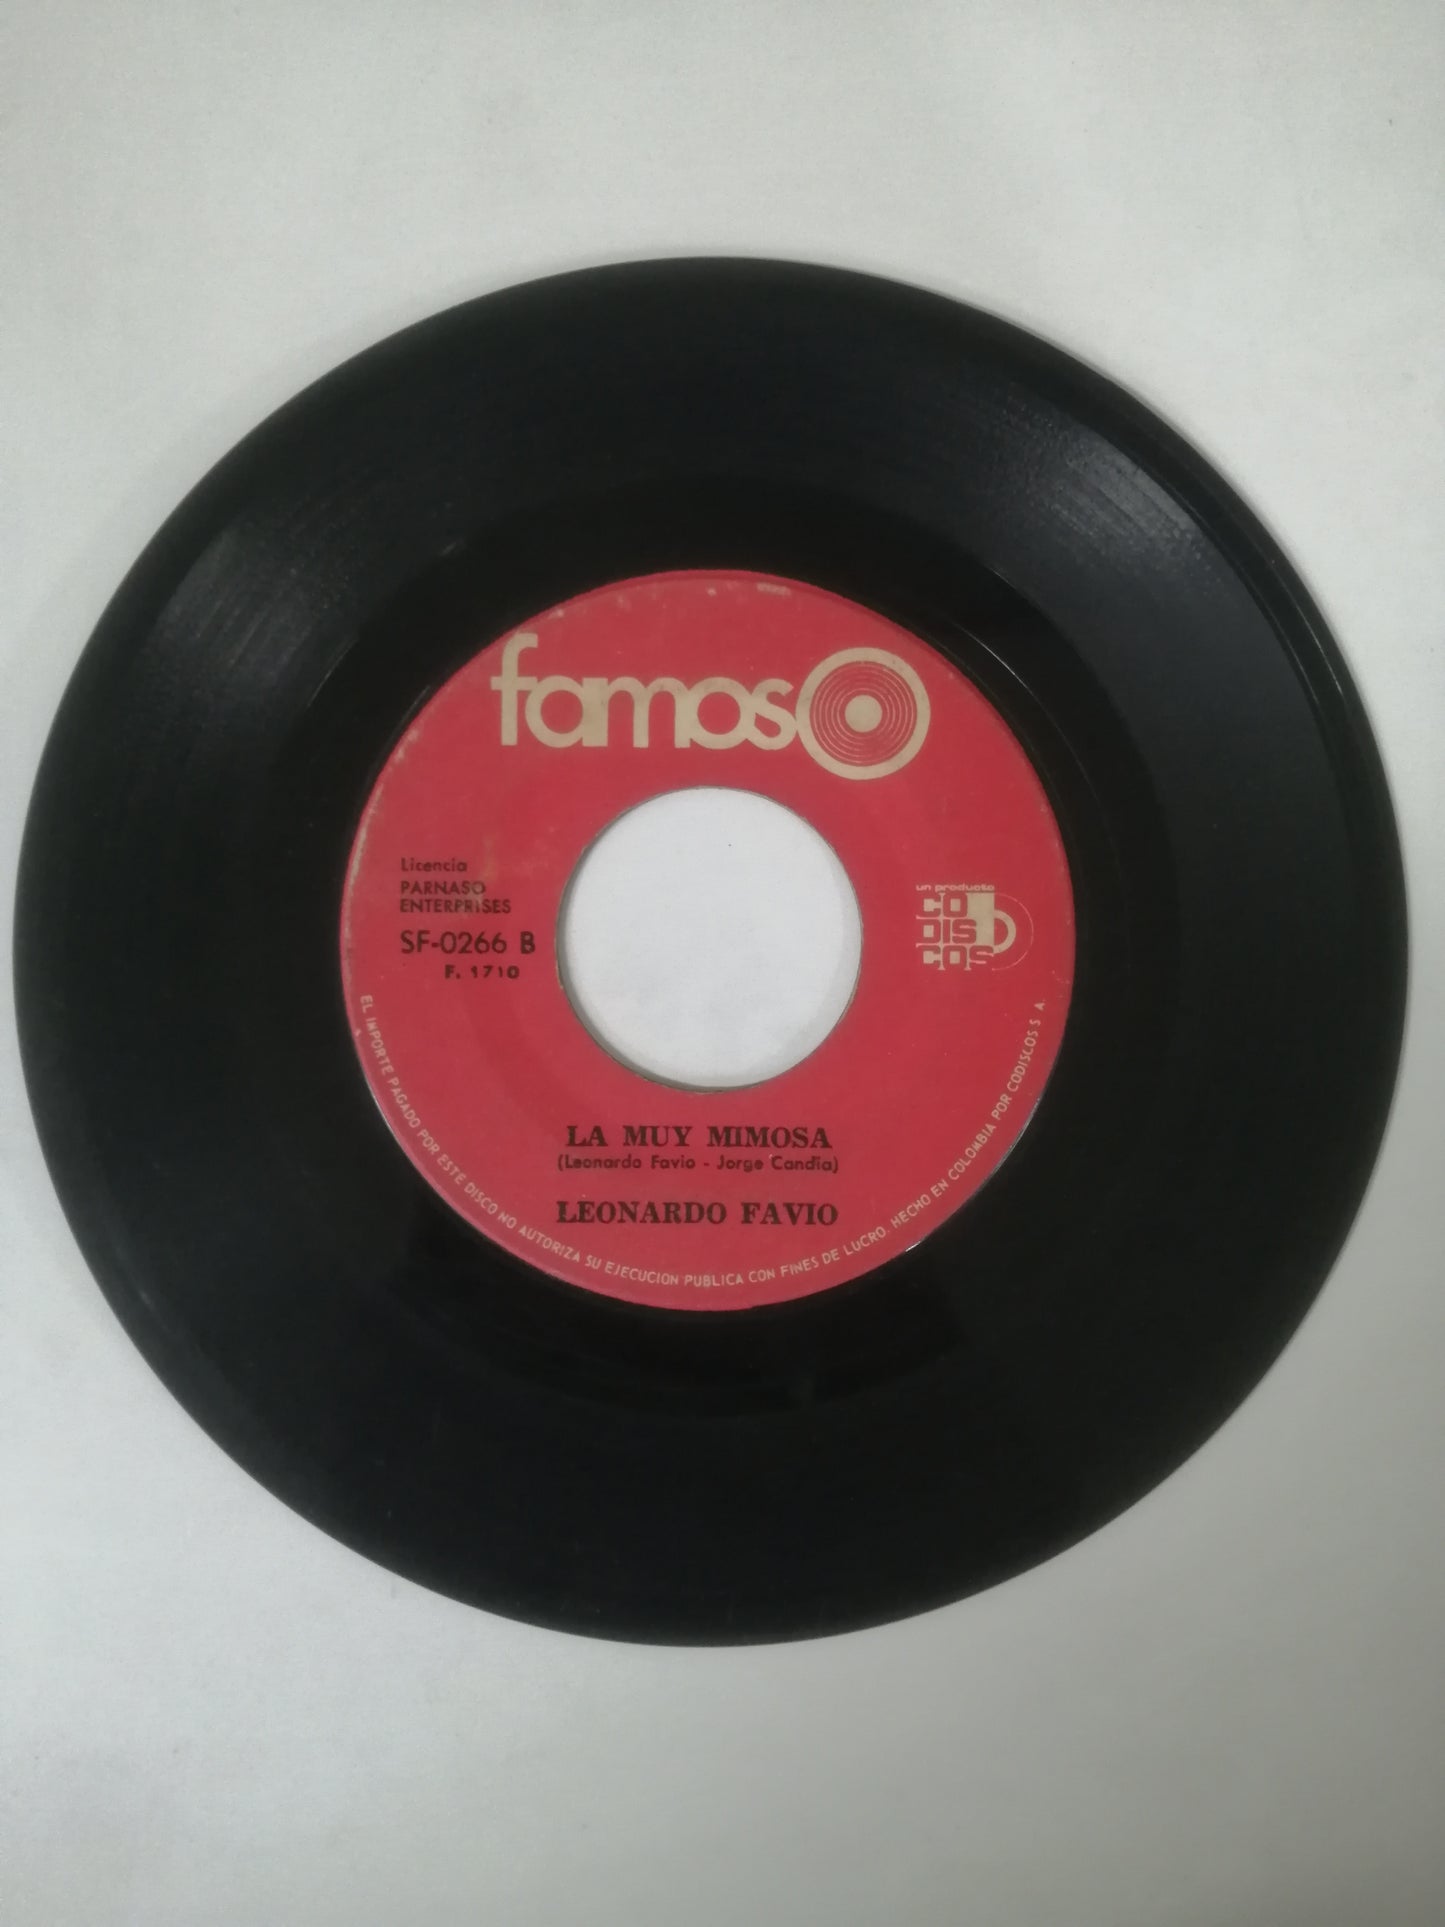 famoso
Licencia
PARNASO
ENTERPRISES
SF-0266 B
F. 1710
un producto
CO
DIS
COS
LA MUY MIMOSA
(Leonardo Favio - Jorge Candia)
LEONARDO FAVIO
EL IMPORTE PAGADO POR ESTE DISCO NO AUTORIZA SU EJECUCION PUBLICA CON FINES DE LUCRO. HECHO EN COLOMBIA POR CODISCOS S. A.